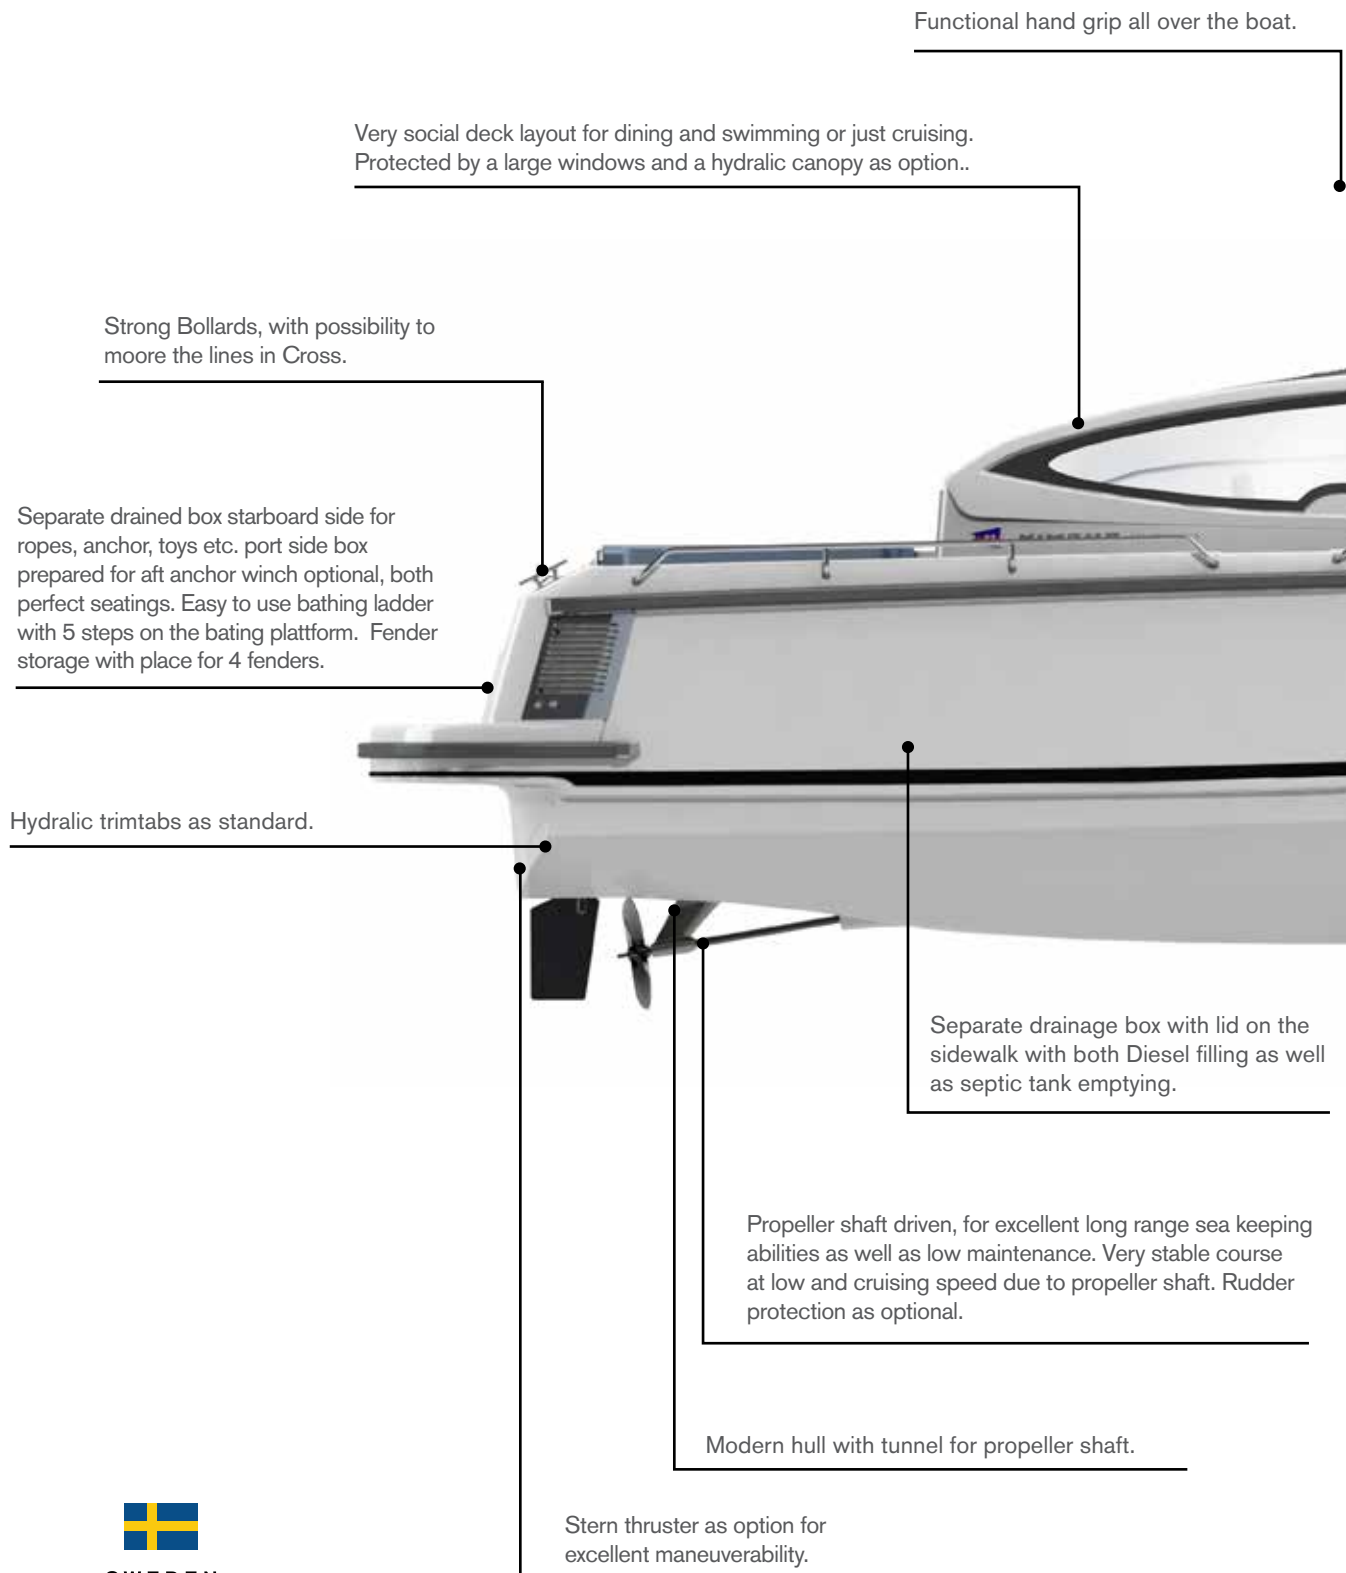 Functional hand grip all over the boat.
Very social deck layout for dining and swimming or just cruising.
Protected by a large windows and a hydralic canopy as option..
Strong Bollards, with possibility to
moore the lines in Cross.
Separate drained box starboard side for
ropes, anchor, toys etc. port side box
prepared for aft anchor winch optional, both
perfect seatings. Easy to use bathing ladder
with 5 steps on the bating plattform. Fender
storage with place for 4 fenders.
Hydralic trimtabs as standard.
Separate drainage box with lid on the
sidewalk with both Diesel filling as well
as septic tank emptying.
Propeller shaft driven, for excellent long range sea keeping
abilities as well as low maintenance. Very stable course
at low and cruising speed due to propeller shaft. Rudder
protection as optional.
Modern hull with tunnel for propeller shaft.
Stern thruster as option for
excellent maneuverability.
SWEDEN